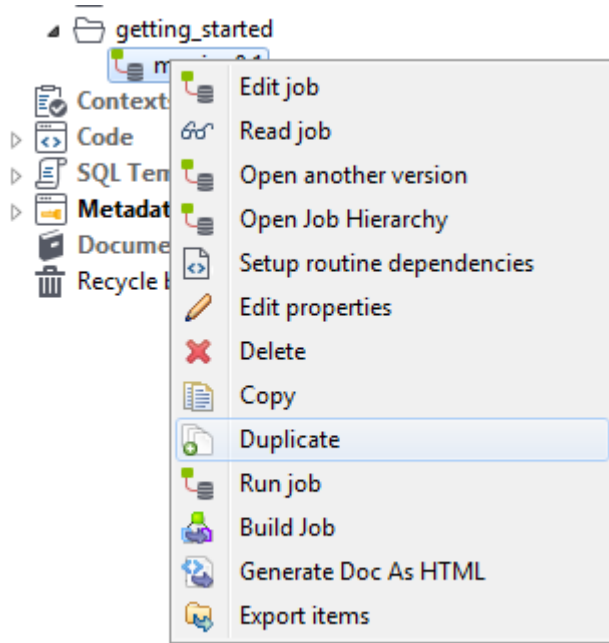 getting_started
Edit job
Contexts
Read job
Code
Open another version
SQL Tem
Open Job Hierarchy
Metadat
Setup routine dependencies
Docume
Edit properties
Recycle b
Delete
Copy
Duplicate
Run job
Build Job
Generate Doc As HTML
Export items